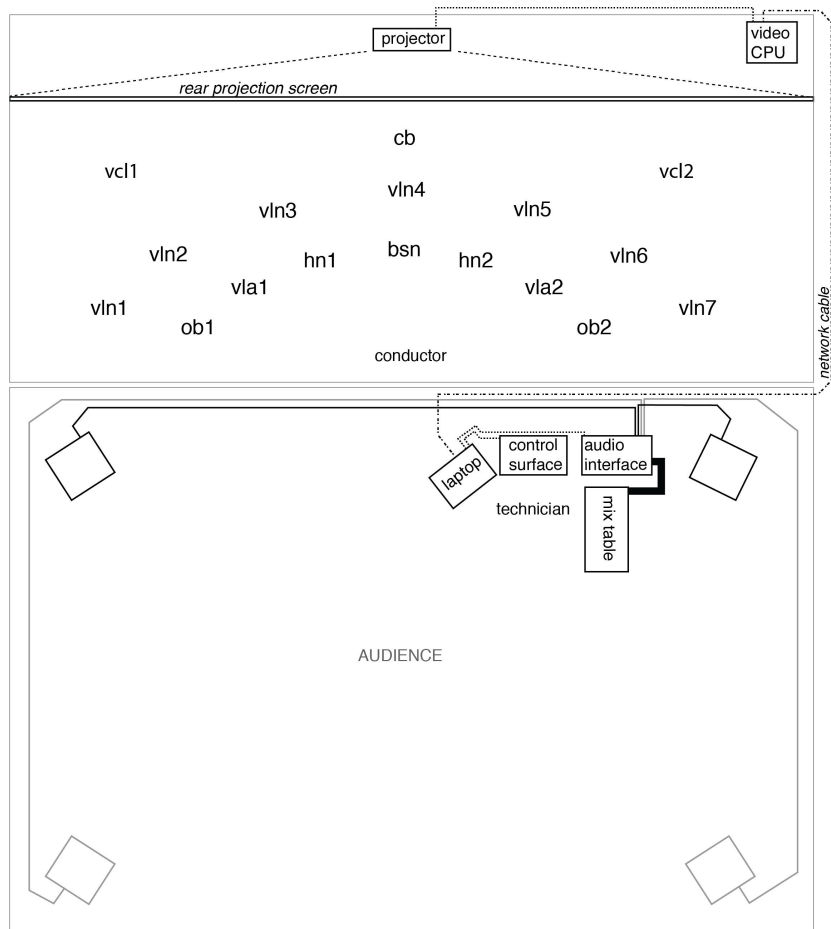 projector
video
CPU
rear projection screen
cb
vcl1
vcl2
vln4
vln3
vln5
vln2
hn1
bsn
hn2
vln6
vla1
vla2
vln1
vln7
ob1
ob2
conductor
network cable
laptop
control
surface
audio
interface
technician
mix table
AUDIENCE